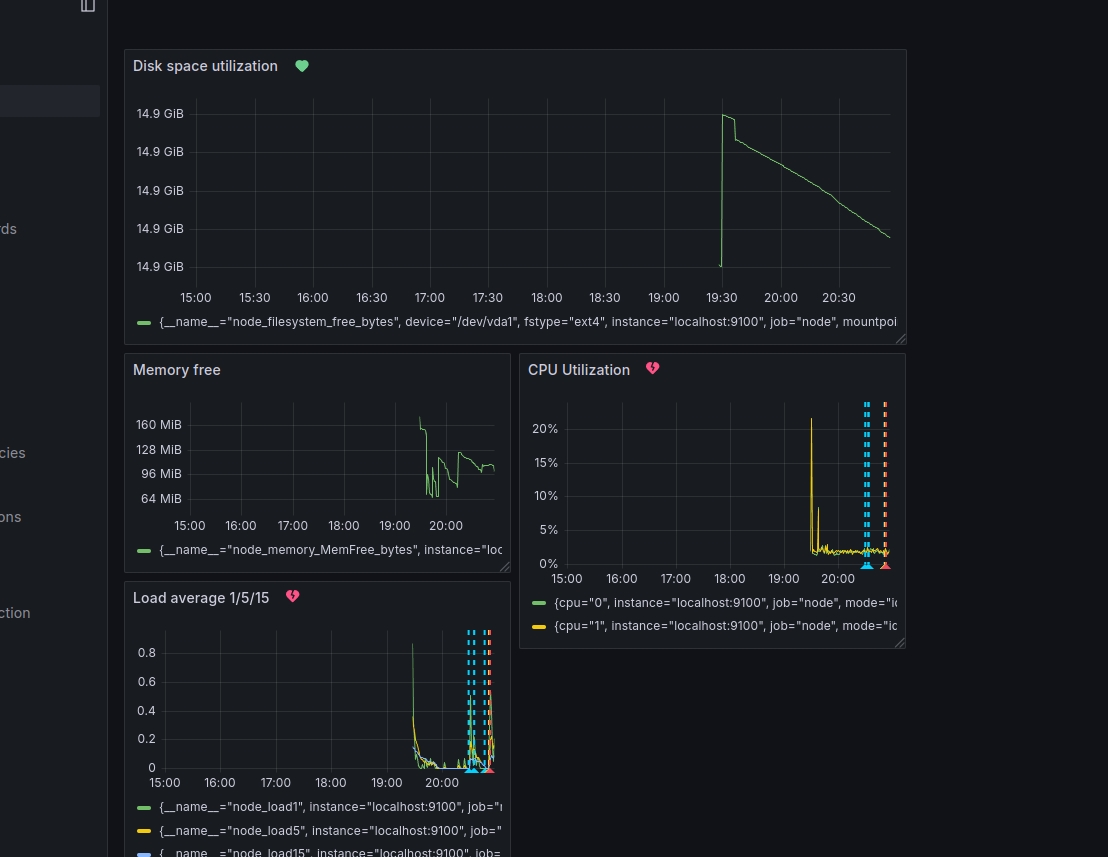 Disk space utilization
14.9 GiB
14.9 GiB
14.9 GiB
14.9 GiB
14.9 GiB
15:00 15:30 16:00 16:30 17:00 17:30 18:00 18:30 19:00 19:30 20:00 20:30
{__name__="node_filesystem_free_bytes", device="/dev/vda1", fstype="ext4", instance="localhost:9100", job="node", mountpoi
rds
Memory free
160 MiB
128 MiB
96 MiB
64 MiB
15:00 16:00 17:00 18:00 19:00 20:00
{__name__="node_memory_MemFree_bytes", instance="loc
CPU Utilization
20%
15%
10%
5%
0%
15:00 16:00 17:00 18:00 19:00 20:00
{cpu="0", instance="localhost:9100", job="node", mode="ic
{cpu="1", instance="localhost:9100", job="node", mode="ic
cies
ons
ction
Load average 1/5/15
0.8
0.6
0.4
0.2
0
15:00 16:00 17:00 18:00 19:00 20:00
{__name__="node_load1", instance="localhost:9100", job="r
{__name__="node_load5", instance="localhost:9100", job="
{__name__="node_load15", instance="localhost:9100", job=